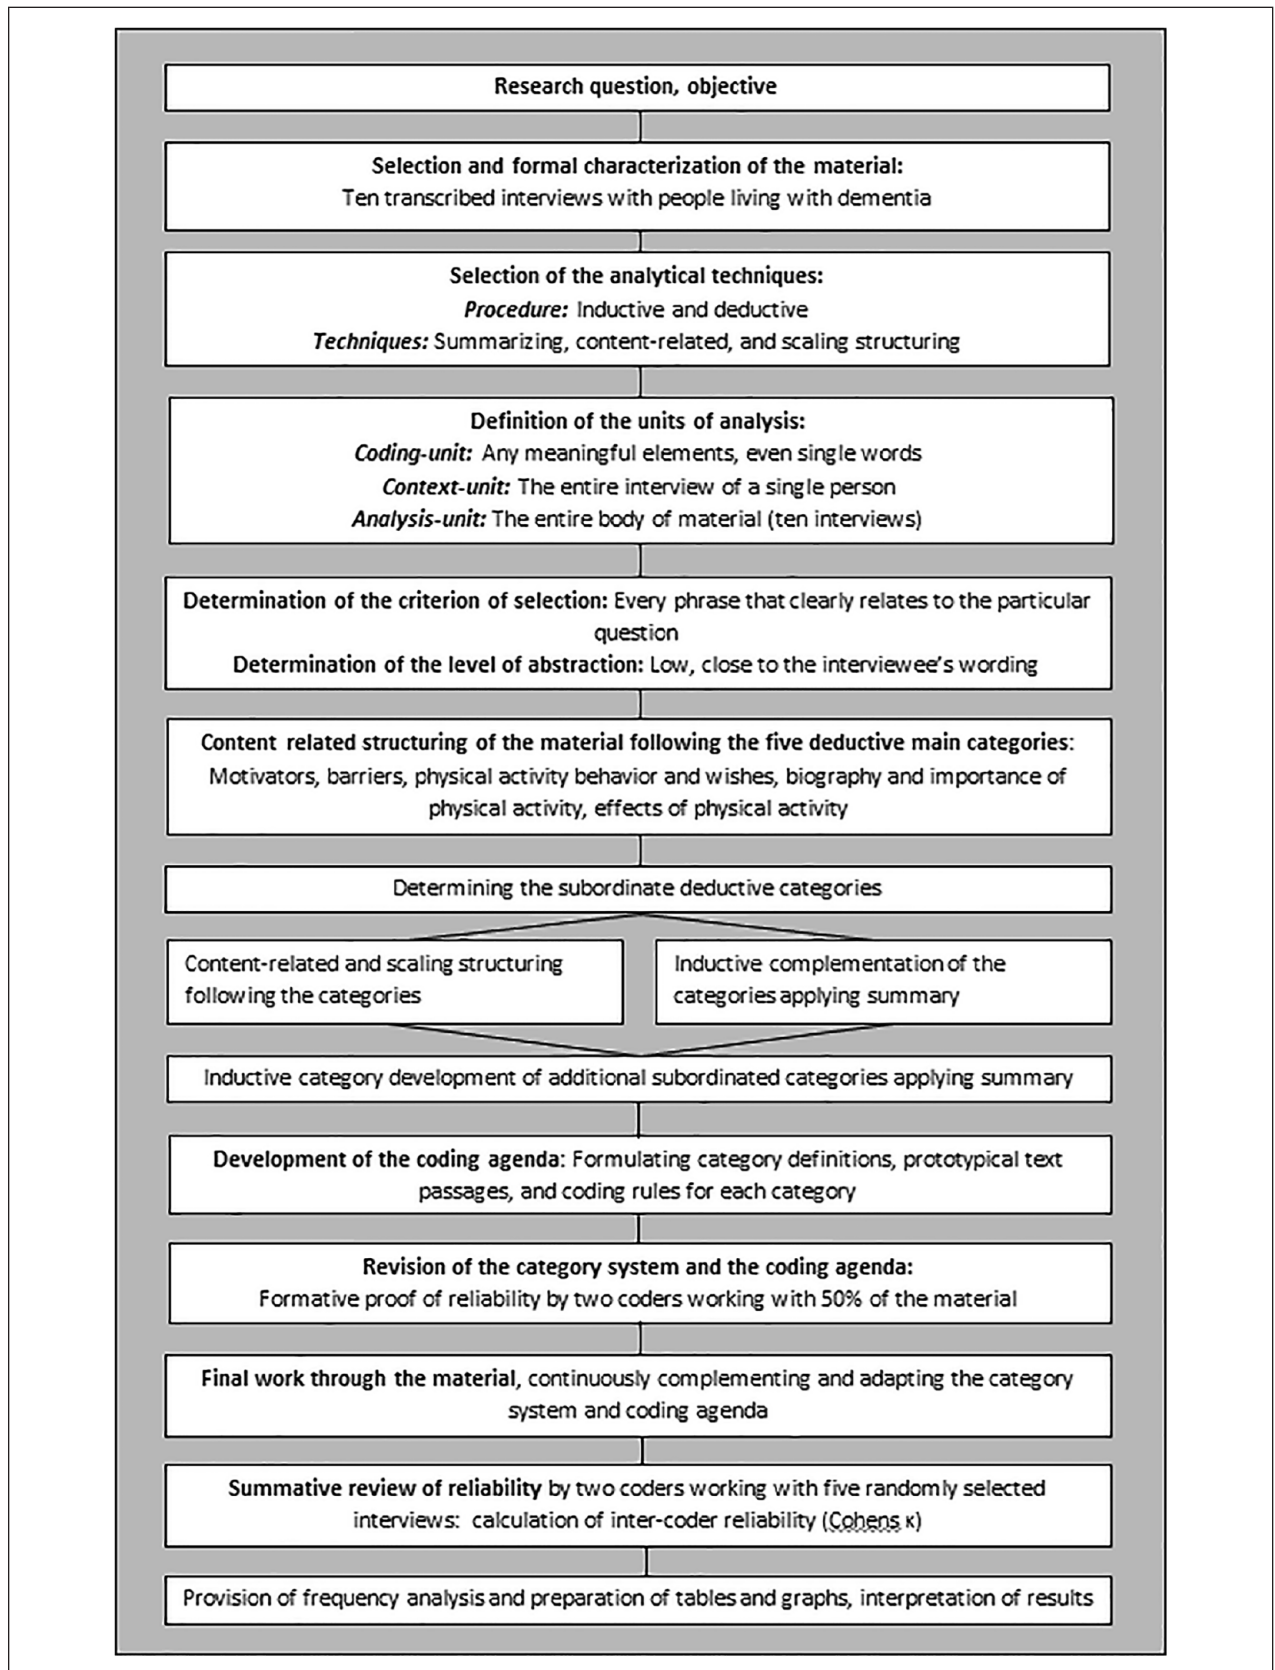 Research question, objective
Selection and formal characterization of the material:
Ten transcribed interviews with people living with dementia
Selection of the analytical techniques:
Procedure: Inductive and deductive
Techniques: Summarizing, content-related, and scaling structuring
Definition of the units of analysis:
Coding-unit: Any meaningful elements, even single words
Context-unit: The entire interview of a single person
Analysis-unit: The entire body of material (ten interviews)
Determination of the criterion of selection: Every phrase that clearly relates to the particular
question
Determination of the level of abstraction: Low, close to the interviewee's wording
Content related structuring of the material following the five deductive main categories:
Motivators, barriers, physical activity behavior and wishes, biography and importance of
physical activity, effects of physical activity
Determining the subordinate deductive categories
Content-related and scaling structuring
following the categories
Inductive complementation of the
categories applying summary
Inductive category development of additional subordinated categories applying summary
Development of the coding agenda: Formulating category definitions, prototypical text
passages, and coding rules for each category
Revision of the category system and the coding agenda:
Formative proof of reliability by two coders working with 50% of the material
Final work through the material, continuously complementing and adapting the category
system and coding agenda
Summative review of reliability by two coders working with five randomly selected
interviews: calculation of inter-coder reliability (Cohens κ)
Provision of frequency analysis and preparation of tables and graphs, interpretation of results